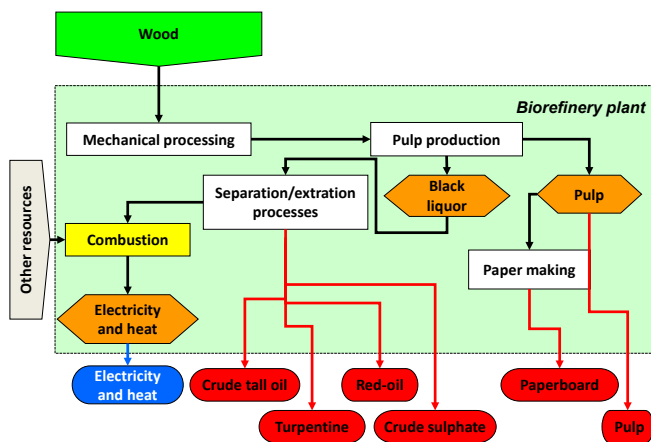 Wood
Biorefinery plant
Mechanical processing
Pulp production
Separation/extration
processes
Black
liquor
Pulp
Other resources
Combustion
Paper making
Electricity
and heat
Electricity
and heat
Crude tall oil
Red-oil
Paperboard
Turpentine
Crude sulphate
Pulp